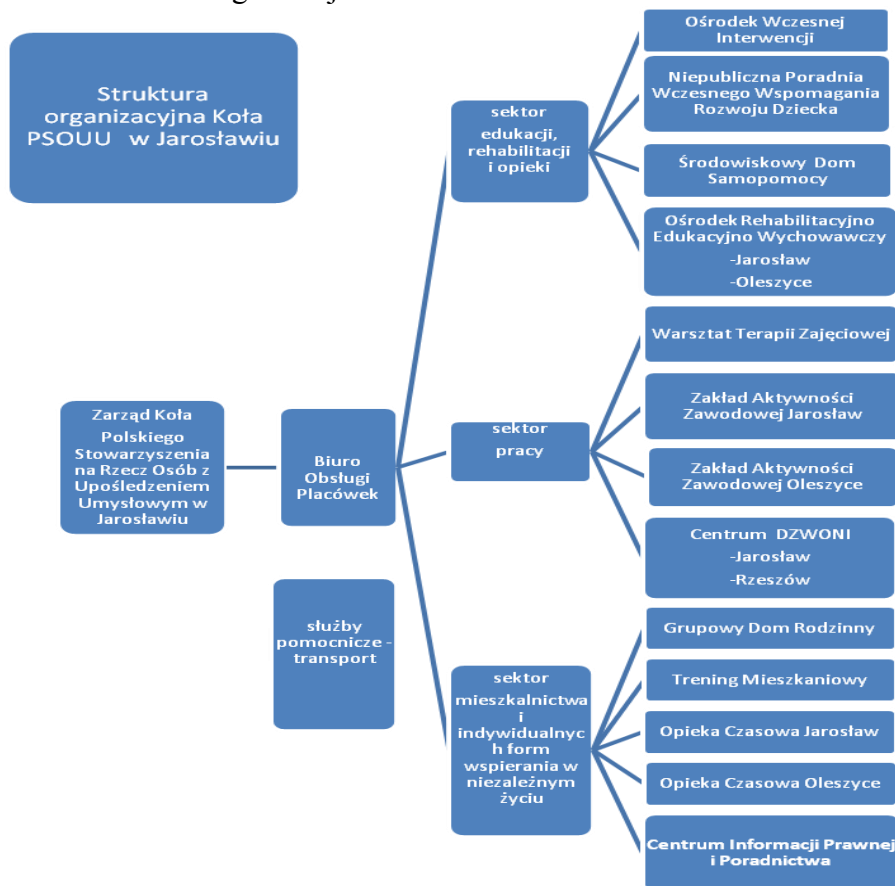 Struktura
organizacyjna Koła
PSOUU w Jarosławiu
Zarząd Koła
Polskiego
Stowarzyszenia
na Rzecz Osób z
Upośledzeniem
Umysłowym w
Jarosławiu
Biuro
Obsługi
Placówek
służby
pomocnicze -
transport
sektor
edukacji,
rehabilitacji
i opieki
Ośrodek Wczesnej
Interwencji
Niepubliczna Poradnia
Wczesnego Wspomagania
Rozwoju Dziecka
Środowiskowy Dom
Samopomocy
Ośrodek Rehabilitacyjno
Edukacyjno Wychowawczy
-Jarosław
-Oleszyce
sektor
pracy
Warsztat Terapii Zajęciowej
Zakład Aktywności
Zawodowej Jarosław
Zakład Aktywności
Zawodowej Oleszyce
Centrum DZWONI
-Jarosław
-Rzeszów
sektor
mieszkalnictwa
i
indywidualnyc
h form
wspierania w
niezależnym
życiu
Grupowy Dom Rodzinny
Trening Mieszkaniowy
Opieka Czasowa Jarosław
Opieka Czasowa Oleszyce
Centrum Informacji Prawnej
i Poradnictwa